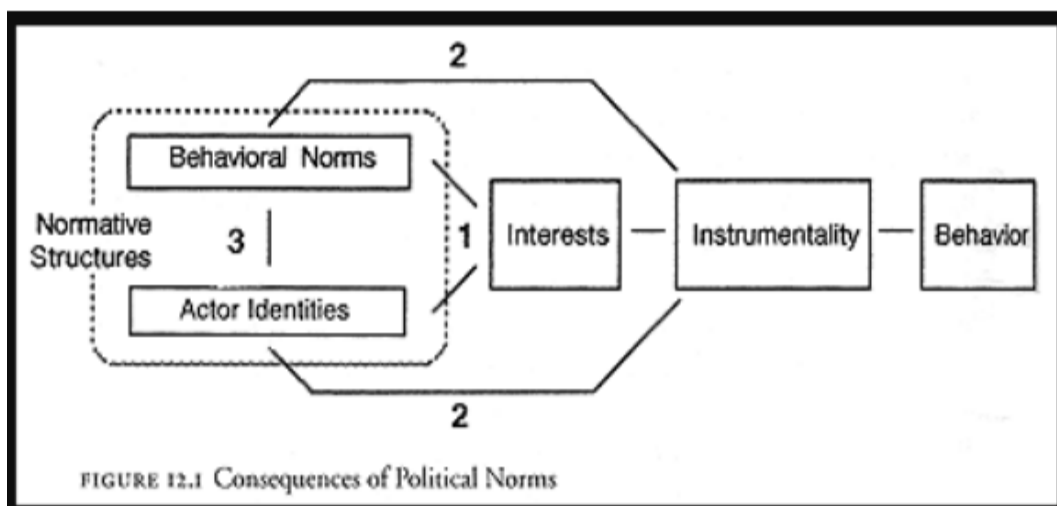 2
Behavioral Norms
Normative
Structures
3
1
Interests
Instrumentality
Behavior
Actor Identities
2
FIGURE 12.1 Consequences of Political Norms